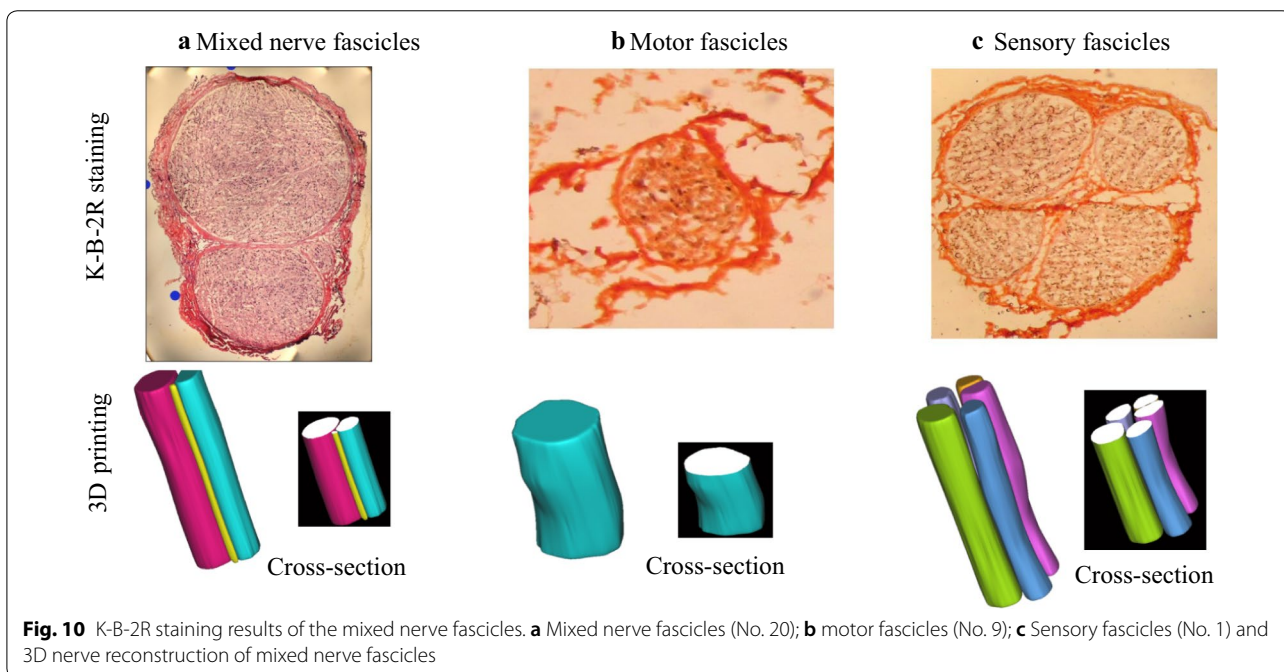 a Mixed nerve fascicles
b Motor fascicles
c Sensory fascicles
K-B-2R staining
3D printing
Cross-section
Cross-section
Cross-section
Fig. 10 K-B-2R staining results of the mixed nerve fascicles. a Mixed nerve fascicles (No. 20); b motor fascicles (No. 9); c Sensory fascicles (No. 1) and
3D nerve reconstruction of mixed nerve fascicles